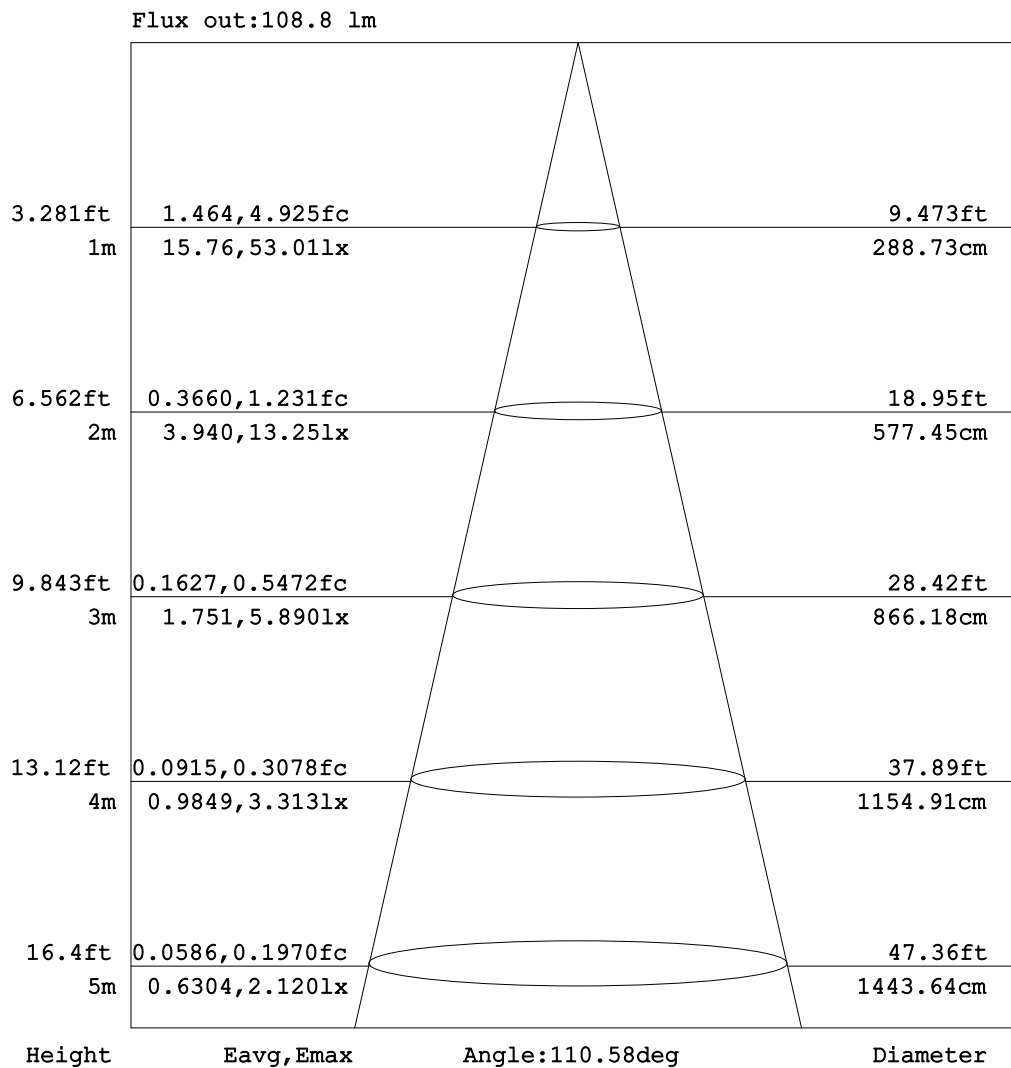 Flux out:108.8 lm
3.281ft 1.464,4.925fc 9.473ft
1m 15.76,53.01lx 288.73cm
6.562ft 0.3660,1.231fc 18.95ft
2m 3.940,13.25lx 577.45cm
9.843ft 0.1627,0.5472fc 28.42ft
3m 1.751,5.890lx 866.18cm
13.12ft 0.0915,0.3078fc 37.89ft
4m 0.9849,3.313lx 1154.91cm
16.4ft 0.0586,0.1970fc 47.36ft
5m 0.6304,2.120lx 1443.64cm
Height Eavg,Emax Angle:110.58deg Diameter